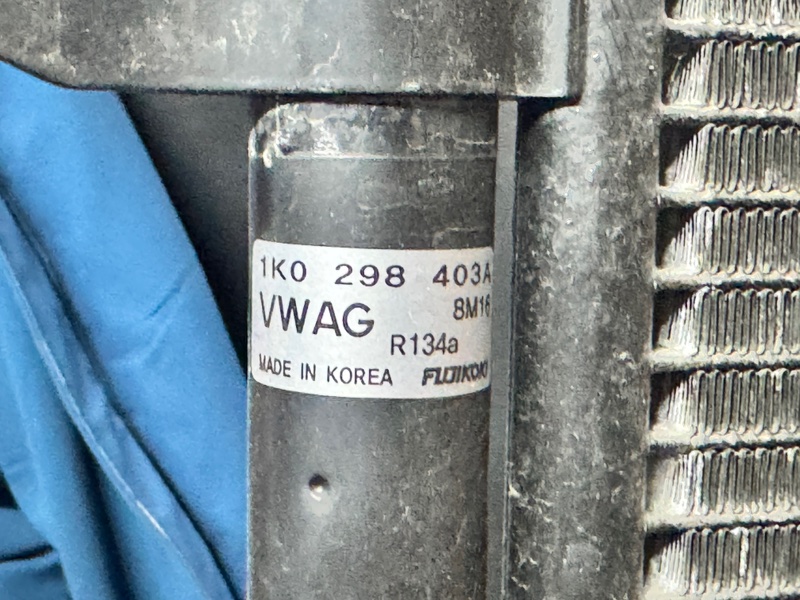 1K0 298 403A
VWAG 8M16
R134a
MADE IN KOREA FUJIKOKI